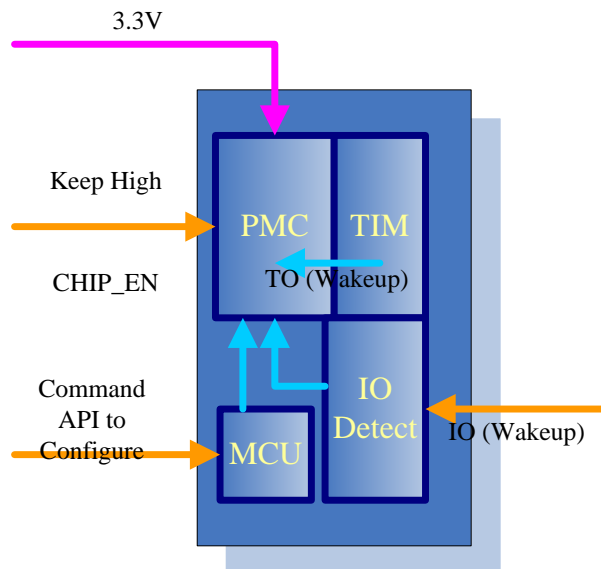 3.3V
Keep High
PMC
TIM
TO (Wakeup)
CHIP_EN
Command
API to
Configure
IO
Detect
MCU
IO (Wakeup)